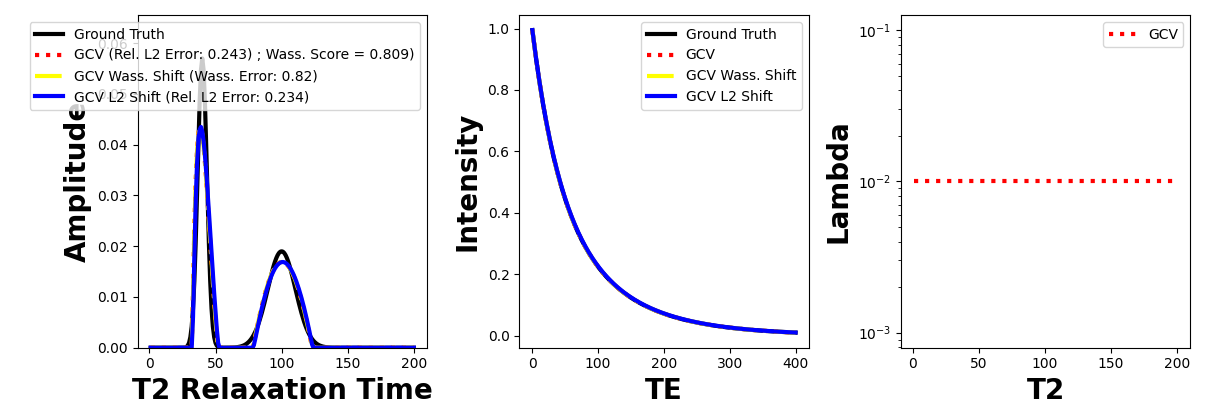 Ground Truth
GCV (Rel. L2 Error: 0.243) ; Wass. Score = 0.809)
GCV Wass. Shift (Wass. Error: 0.82)
GCV L2 Shift (Rel. L2 Error: 0.234)
0.06
0.05
0.04
0.03
0.02
0.01
0.00
Amplitude
0 50 100 150 200
T2 Relaxation Time
Ground Truth
GCV
GCV Wass. Shift
GCV L2 Shift
1.0
0.8
0.6
0.4
0.2
0.0
Intensity
0 100 200 300 400
TE
GCV
10⁻¹
10⁻²
10⁻³
Lambda
0 50 100 150 200
T2